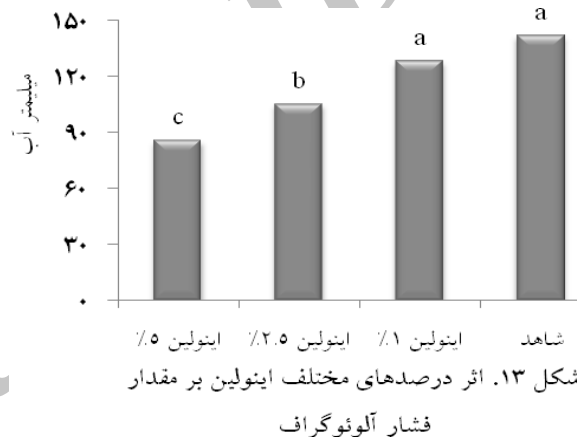 میلیمتر آب
۱۵۰
۱۲۰
۹۰
۶۰
۳۰
۰
c
b
a
a
اینولین ۵٪
اینولین ۲.۵٪
اینولین ۱٪
شاهد
شکل ۱۳. اثر درصدهای مختلف اینولین بر مقدار
فشار آلوئوگراف